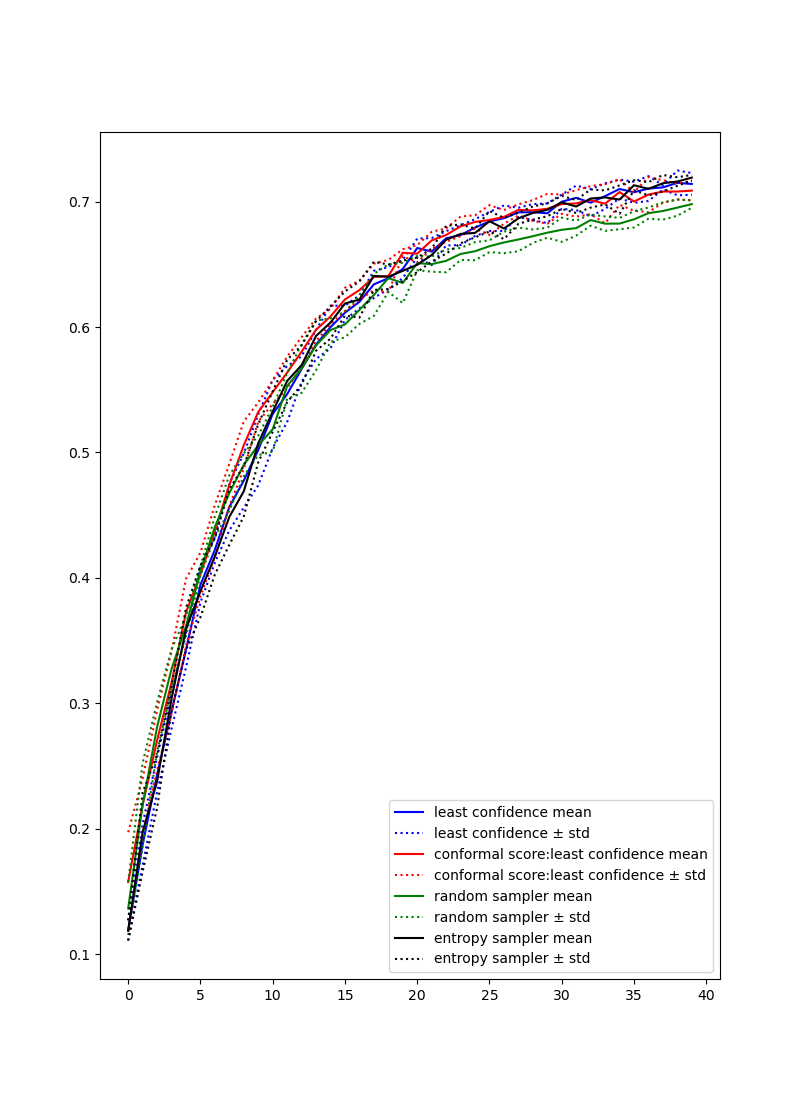 0.7
0.6
0.5
0.4
0.3
0.2
0.1
least confidence mean
least confidence ± std
conformal score:least confidence mean
conformal score:least confidence ± std
random sampler mean
random sampler ± std
entropy sampler mean
entropy sampler ± std
0 5 10 15 20 25 30 35 40